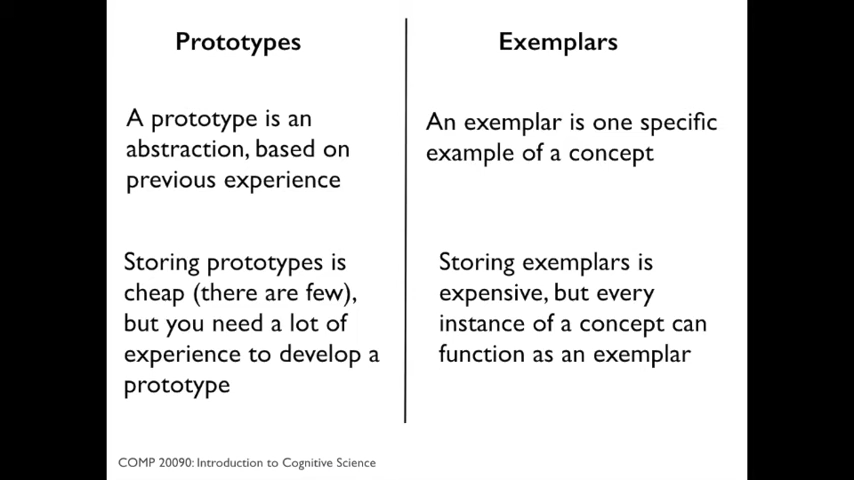 Prototypes
A prototype is an
abstraction, based on
previous experience
Storing prototypes is
cheap (there are few),
but you need a lot of
experience to develop a
prototype
Exemplars
An exemplar is one specific
example of a concept
Storing exemplars is
expensive, but every
instance of a concept can
function as an exemplar
COMP 20090: Introduction to Cognitive Science